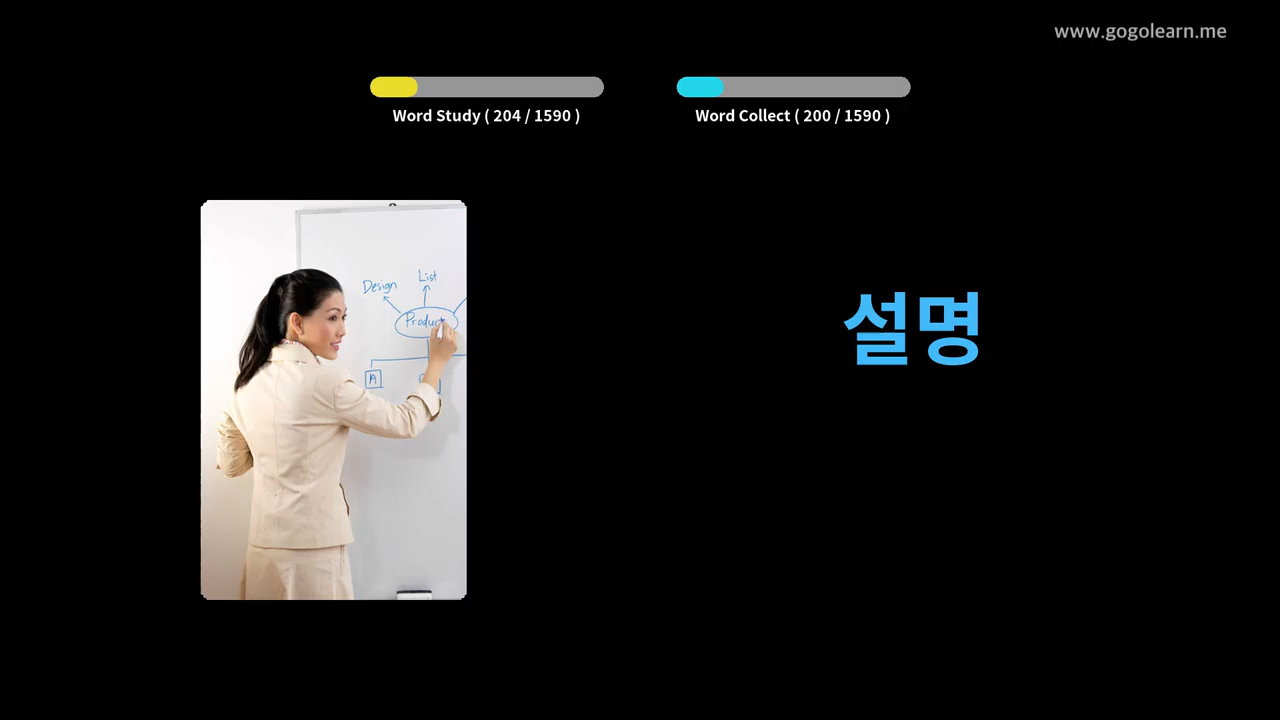 www.gogolearn.me
Word Study ( 204 / 1590 )
Word Collect ( 200 / 1590 )
설명
List
Design
Product
A